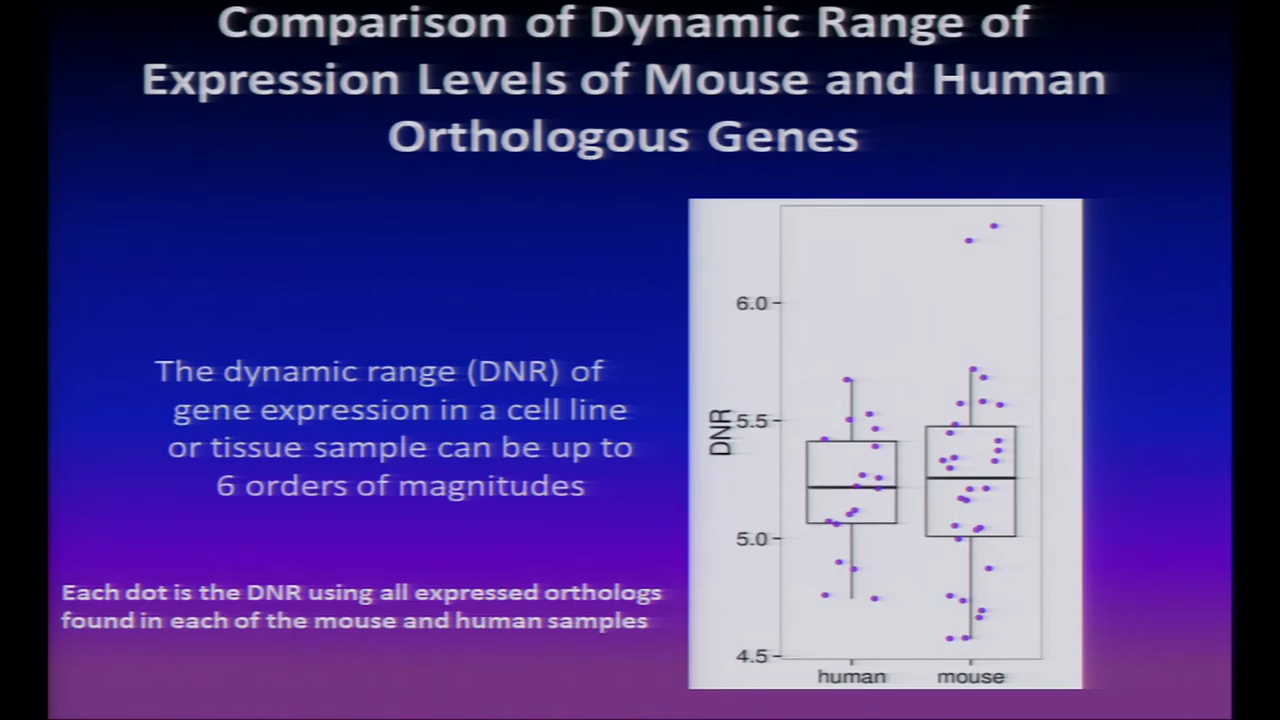 Comparison of Dynamic Range of
Expression Levels of Mouse and Human
Orthologous Genes
The dynamic range (DNR) of
gene expression in a cell line
or tissue sample can be up to
6 orders of magnitudes
Each dot is the DNR using all expressed orthologs
found in each of the mouse and human samples
DNR
6.0
5.5
5.0
4.5
human mouse